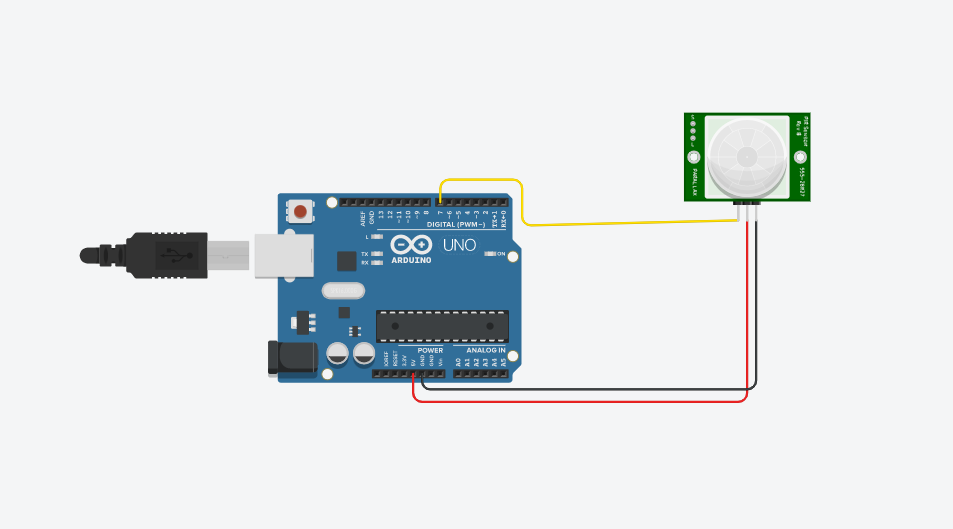 PIR Sensor
Rev B
555-28027
PARALLAX
AREF
GND
13
12
~11
~10
~9
8
7
~6
~5
4
~3
2
TX→1
RX←0
DIGITAL (PWM~)
L
TX
RX
UNO
ARDUINO
ON
POWER
ANALOG IN
IOREF
RESET
3.3V
5V
GND
GND
Vin
A0
A1
A2
A3
A4
A5